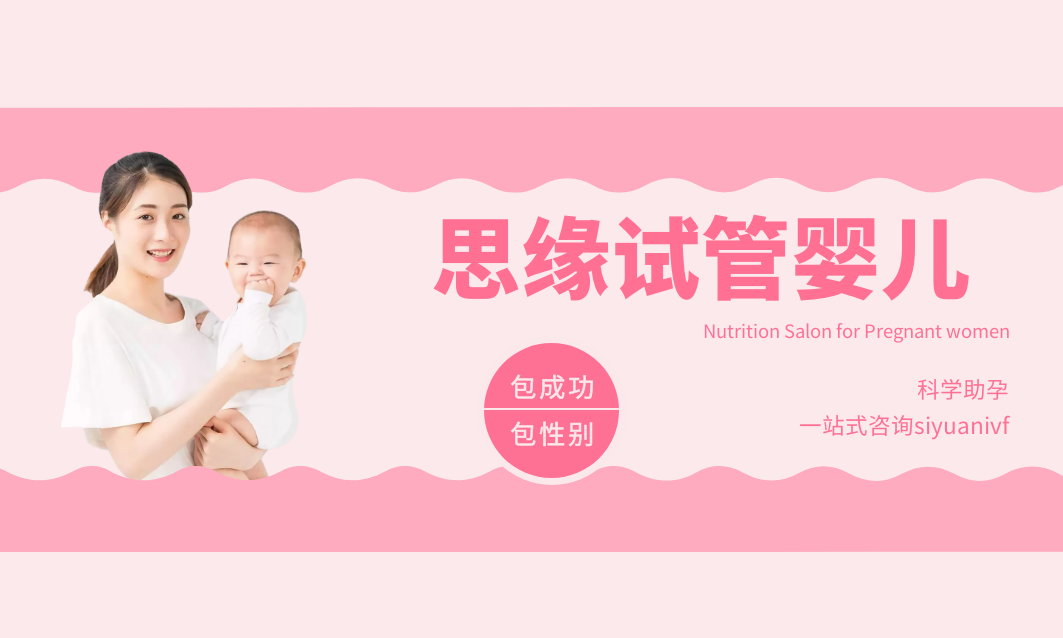 思缘试管婴儿
Nutrition Salon for Pregnant women
包成功
包性别
科学助孕
一站式咨询siyuanivf